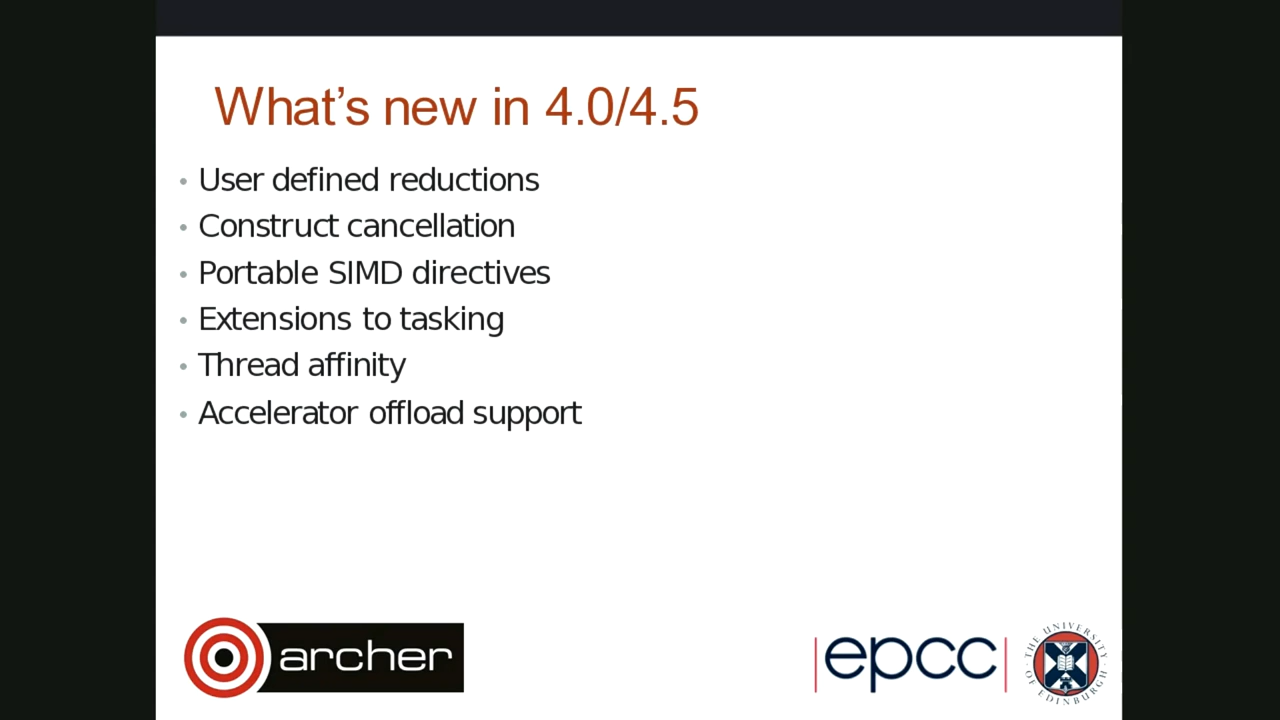 What's new in 4.0/4.5
• User defined reductions
• Construct cancellation
• Portable SIMD directives
• Extensions to tasking
• Thread affinity
• Accelerator offload support
archer
epcc
THE UNIVERSITY OF EDINBURGH